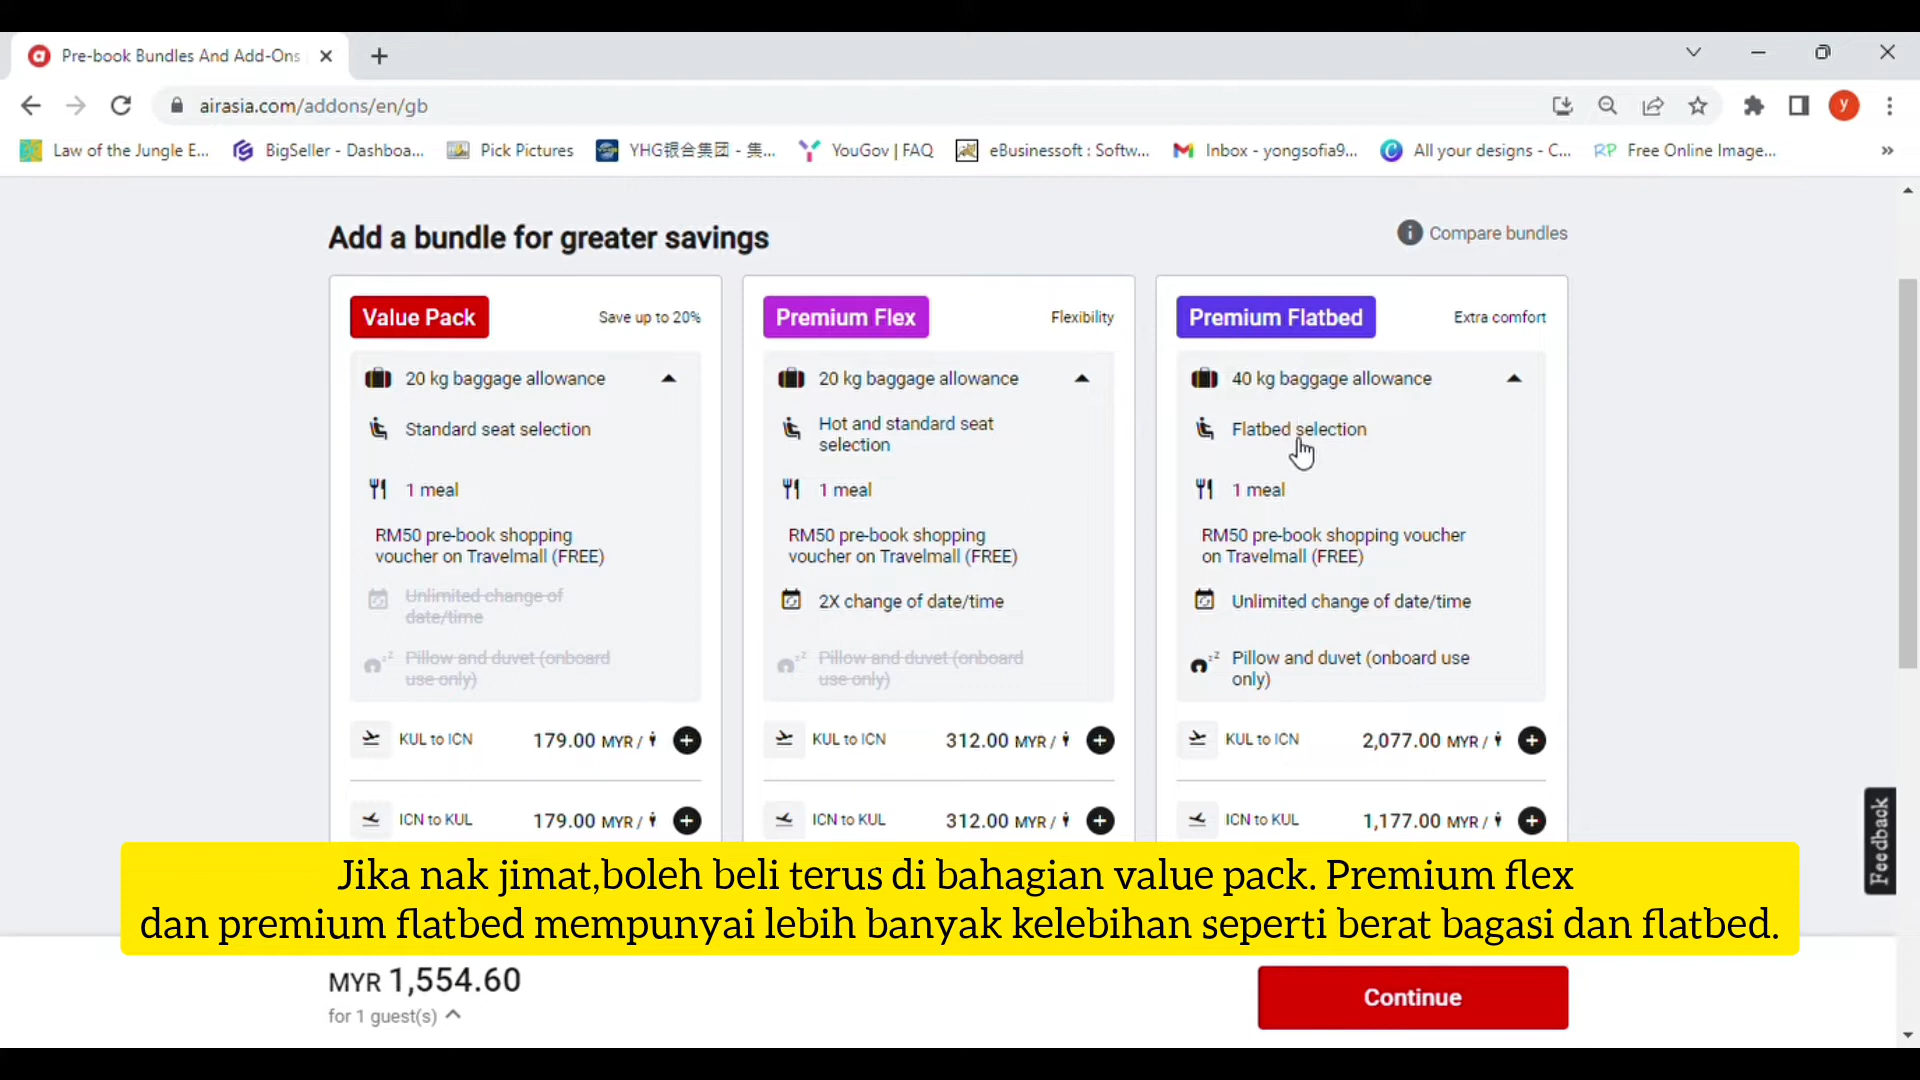 Pre-book Bundles And Add-Ons
airasia.com/addons/en/gb
y
Law of the Jungle E...
BigSeller - Dashboa...
Pick Pictures
YHG银合集团 - 集...
YouGov | FAQ
eBusinessoft : Softw...
Inbox - yongsofia9...
All your designs - C...
RP Free Online Image...
»
Add a bundle for greater savings
Compare bundles
Value Pack
Save up to 20%
20 kg baggage allowance
Standard seat selection
1 meal
RM50 pre-book shopping
voucher on Travelmall (FREE)
Unlimited change of
date/time
Pillow and duvet (onboard
use only)
KUL to ICN
179.00 MYR /
ICN to KUL
179.00 MYR /
Premium Flex
Flexibility
20 kg baggage allowance
Hot and standard seat
selection
1 meal
RM50 pre-book shopping
voucher on Travelmall (FREE)
2X change of date/time
Pillow and duvet (onboard
use only)
KUL to ICN
312.00 MYR /
ICN to KUL
312.00 MYR /
Premium Flatbed
Extra comfort
40 kg baggage allowance
Flatbed selection
1 meal
RM50 pre-book shopping voucher
on Travelmall (FREE)
Unlimited change of date/time
Pillow and duvet (onboard use
only)
KUL to ICN
2,077.00 MYR /
ICN to KUL
1,177.00 MYR /
Feedback
Jika nak jimat,boleh beli terus di bahagian value pack. Premium flex
dan premium flatbed mempunyai lebih banyak kelebihan seperti berat bagasi dan flatbed.
MYR 1,554.60
for 1 guest(s)
Continue